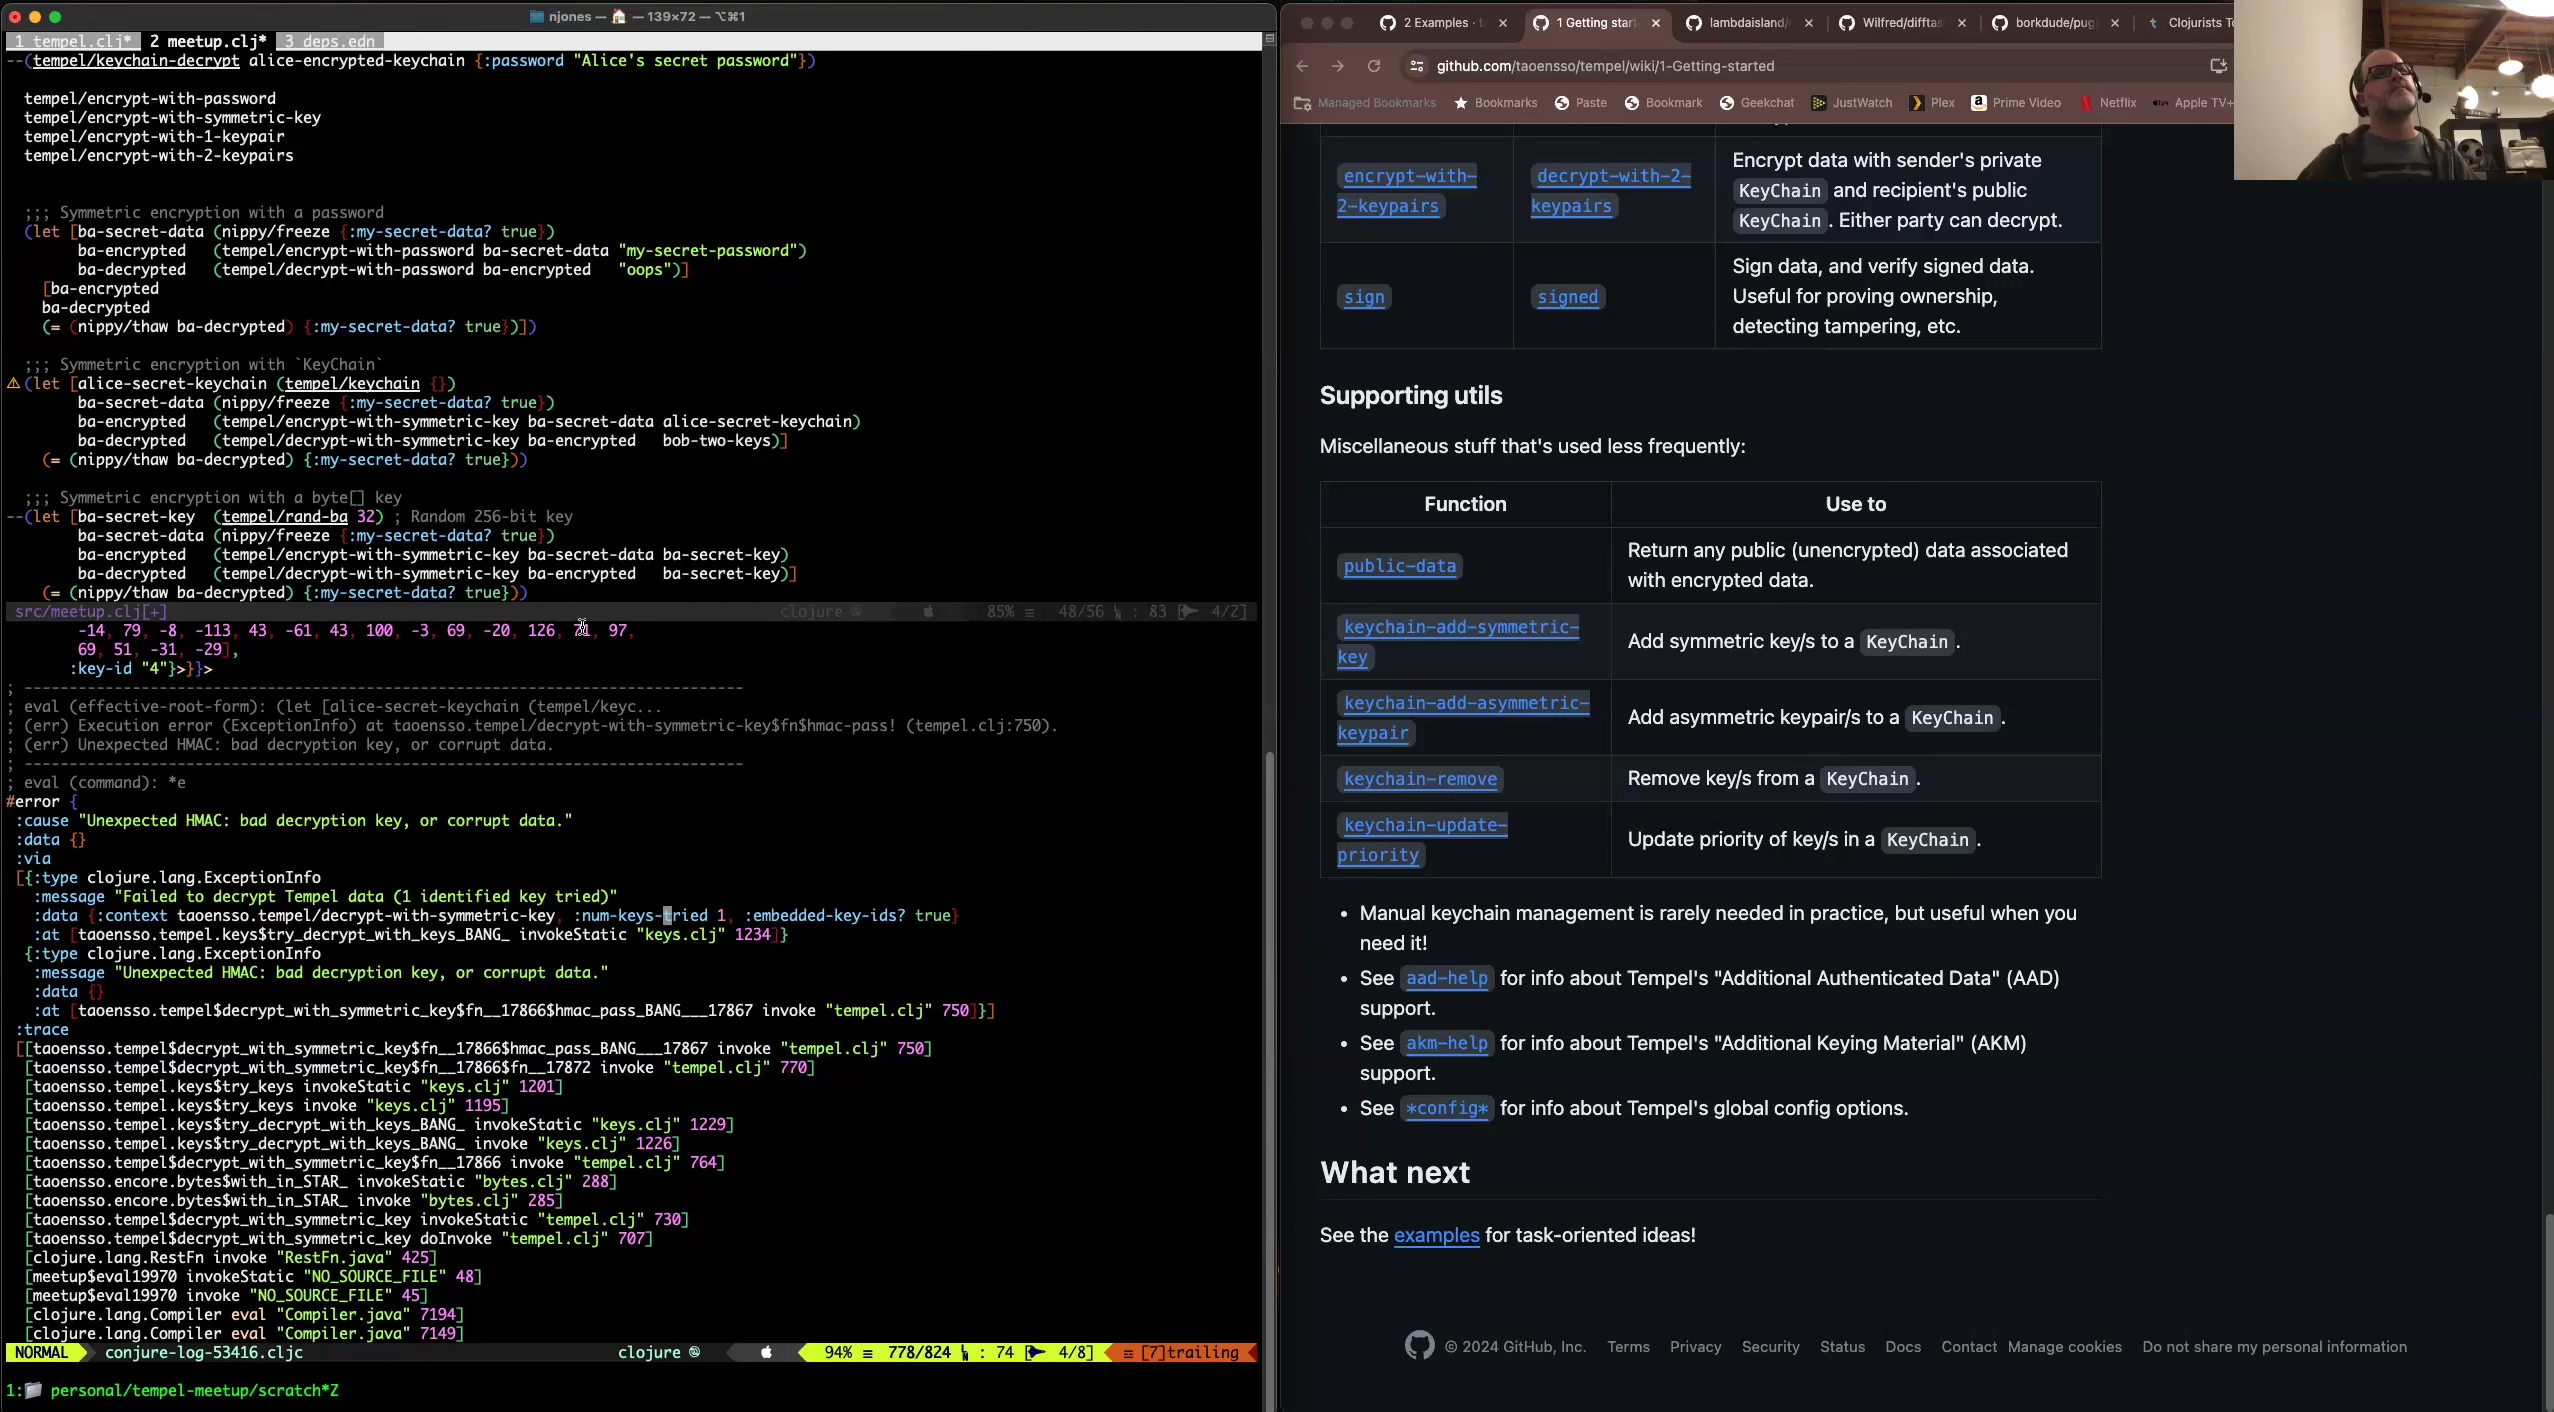 njones — 🏠 — 139×72 — ⌥⌘1
1 tempel.clj* 2 meetup.clj* 3 deps.edn
--(tempel/keychain-decrypt alice-encrypted-keychain {:password "Alice's secret password"})
tempel/encrypt-with-password
tempel/encrypt-with-symmetric-key
tempel/encrypt-with-1-keypair
tempel/encrypt-with-2-keypairs
;;; Symmetric encryption with a password
(let [ba-secret-data (nippy/freeze {:my-secret-data? true})
ba-encrypted (tempel/encrypt-with-password ba-secret-data "my-secret-password")
ba-decrypted (tempel/decrypt-with-password ba-encrypted "oops")]
[ba-encrypted
ba-decrypted
(= (nippy/thaw ba-decrypted) {:my-secret-data? true})])
;;; Symmetric encryption with `KeyChain`
⚠(let [alice-secret-keychain (tempel/keychain {})
ba-secret-data (nippy/freeze {:my-secret-data? true})
ba-encrypted (tempel/encrypt-with-symmetric-key ba-secret-data alice-secret-keychain)
ba-decrypted (tempel/decrypt-with-symmetric-key ba-encrypted bob-two-keys)]
(= (nippy/thaw ba-decrypted) {:my-secret-data? true}))
;;; Symmetric encryption with a byte[] key
--(let [ba-secret-key (tempel/rand-ba 32) ; Random 256-bit key
ba-secret-data (nippy/freeze {:my-secret-data? true})
ba-encrypted (tempel/encrypt-with-symmetric-key ba-secret-data ba-secret-key)
ba-decrypted (tempel/decrypt-with-symmetric-key ba-encrypted ba-secret-key)]
(= (nippy/thaw ba-decrypted) {:my-secret-data? true}))
src/meetup.clj[+] clojure 85% ≡ 48/56 : 83 4/2]
-14, 79, -8, -113, 43, -61, 43, 100, -3, 69, -20, 126, 71, 97,
69, 51, -31, -29],
:key-id "4"}>}}>
; --------------------------------------------------------------------------------
; eval (effective-root-form): (let [alice-secret-keychain (tempel/keyc...
; (err) Execution error (ExceptionInfo) at taoensso.tempel/decrypt-with-symmetric-key$fn$hmac-pass! (tempel.clj:750).
; (err) Unexpected HMAC: bad decryption key, or corrupt data.
; --------------------------------------------------------------------------------
; eval (command): *e
#error {
:cause "Unexpected HMAC: bad decryption key, or corrupt data."
:data {}
:via
[{:type clojure.lang.ExceptionInfo
:message "Failed to decrypt Tempel data (1 identified key tried)"
:data {:context taoensso.tempel/decrypt-with-symmetric-key, :num-keys-tried 1, :embedded-key-ids? true}
:at [taoensso.tempel.keys$try_decrypt_with_keys_BANG_ invokeStatic "keys.clj" 1234]}
{:type clojure.lang.ExceptionInfo
:message "Unexpected HMAC: bad decryption key, or corrupt data."
:data {}
:at [taoensso.tempel$decrypt_with_symmetric_key$fn__17866$hmac_pass_BANG___17867 invoke "tempel.clj" 750]}]
:trace
[[taoensso.tempel$decrypt_with_symmetric_key$fn__17866$hmac_pass_BANG___17867 invoke "tempel.clj" 750]
[taoensso.tempel$decrypt_with_symmetric_key$fn__17866$fn__17872 invoke "tempel.clj" 770]
[taoensso.tempel.keys$try_keys invokeStatic "keys.clj" 1201]
[taoensso.tempel.keys$try_keys invoke "keys.clj" 1195]
[taoensso.tempel.keys$try_decrypt_with_keys_BANG_ invokeStatic "keys.clj" 1229]
[taoensso.tempel.keys$try_decrypt_with_keys_BANG_ invoke "keys.clj" 1226]
[taoensso.tempel$decrypt_with_symmetric_key$fn__17866 invoke "tempel.clj" 764]
[taoensso.encore.bytes$with_in_STAR_ invokeStatic "bytes.clj" 288]
[taoensso.encore.bytes$with_in_STAR_ invoke "bytes.clj" 285]
[taoensso.tempel$decrypt_with_symmetric_key invokeStatic "tempel.clj" 730]
[taoensso.tempel$decrypt_with_symmetric_key doInvoke "tempel.clj" 707]
[clojure.lang.RestFn invoke "RestFn.java" 425]
[meetup$eval19970 invokeStatic "NO_SOURCE_FILE" 48]
[meetup$eval19970 invoke "NO_SOURCE_FILE" 45]
[clojure.lang.Compiler eval "Compiler.java" 7194]
[clojure.lang.Compiler eval "Compiler.java" 7149]
NORMAL conjure-log-53416.cljc clojure 94% ≡ 778/824 : 74 4/8] ≡ [7]trailing
1: personal/tempel-meetup/scratch*Z
2 Examples · t 1 Getting star lambdaisland/ Wilfred/difftas borkdude/pug Clojurists To
github.com/taoensso/tempel/wiki/1-Getting-started
Managed Bookmarks Bookmarks Paste Bookmark Geekchat JustWatch Plex Prime Video Netflix Apple TV+
encrypt-with-2-keypairs decrypt-with-2-keypairs Encrypt data with sender's private
KeyChain and recipient's public
KeyChain. Either party can decrypt.
sign signed Sign data, and verify signed data.
Useful for proving ownership,
detecting tampering, etc.
Supporting utils
Miscellaneous stuff that's used less frequently:
Function Use to
public-data Return any public (unencrypted) data associated
with encrypted data.
keychain-add-symmetric-key Add symmetric key/s to a KeyChain.
keychain-add-asymmetric-keypair Add asymmetric keypair/s to a KeyChain.
keychain-remove Remove key/s from a KeyChain.
keychain-update-priority Update priority of key/s in a KeyChain.
• Manual keychain management is rarely needed in practice, but useful when you
need it!
• See aad-help for info about Tempel's "Additional Authenticated Data" (AAD)
support.
• See akm-help for info about Tempel's "Additional Keying Material" (AKM)
support.
• See *config* for info about Tempel's global config options.
What next
See the examples for task-oriented ideas!
© 2024 GitHub, Inc. Terms Privacy Security Status Docs Contact Manage cookies Do not share my personal information